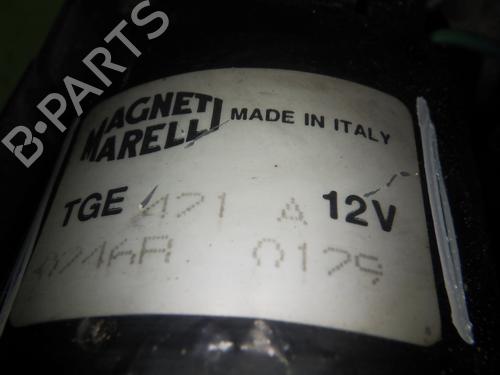 B-PARTS
MAGNETI
MARELLI
MADE IN ITALY
TGE 421 A 12V
0129